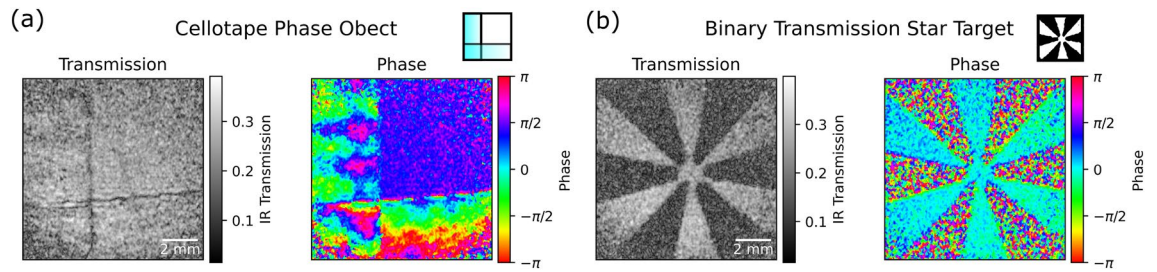 (a)
Cellotape Phase Obect
Transmission
0.3
0.2
0.1
IR Transmission
2 mm
Phase
π
π/2
0
−π/2
−π
Phase
(b)
Binary Transmission Star Target
Transmission
0.3
0.2
0.1
IR Transmission
2 mm
Phase
π
π/2
0
−π/2
−π
Phase